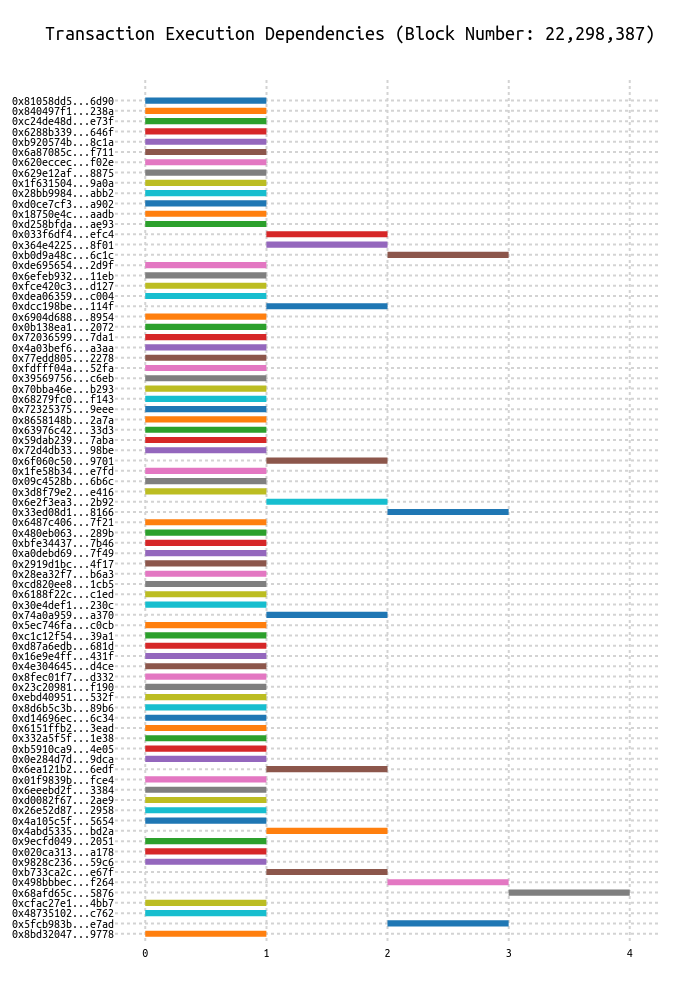 Transaction Execution Dependencies (Block Number: 22,298,387)
0x81058dd5...6d90
0x840497f1...238a
0xc24de48d...e73f
0x6288b339...646f
0xb920574b...8c1a
0x6a87085c...f711
0x620eccec...f02e
0x629e12af...8875
0x1f631504...9a0a
0x28bb9984...abb2
0xd0ce7cf3...a902
0x18750e4c...aadb
0xd258bfda...ae93
0x033f6df4...efc4
0x364e4225...8f01
0xb0d9a48c...6c1c
0xde695654...2d9f
0x6efeb932...11eb
0xfce420c3...d127
0xdea06359...c004
0xdcc198be...114f
0x6904d688...8954
0x0b138ea1...2072
0x72036599...7da1
0x4a03bef6...a3aa
0x77edd805...2278
0xfdfff04a...52fa
0x39569756...c6eb
0x70bba46e...b293
0x68279fc0...f143
0x72325375...9eee
0x8658148b...2a7a
0x63976c42...33d3
0x59dab239...7aba
0x72d4db33...98be
0x6f060c50...9701
0x1fe58b34...e7fd
0x09c4528b...6b6c
0x3d8f79e2...e416
0x6e2f3ea3...2b92
0x33ed08d1...8166
0x6487c406...7f21
0x480eb063...289b
0xbfe34437...7b46
0xa0debd69...7f49
0x2919d1bc...4f17
0x28ea32f7...b6a3
0xcd820ee8...1cb5
0x6188f22c...c1ed
0x30e4def1...230c
0x74a0a959...a370
0x5ec746fa...c0cb
0xc1c12f54...39a1
0xd87a6edb...681d
0x16e9e4ff...431f
0x4e304645...d4ce
0x8fec01f7...d332
0x23c20981...f190
0xebd40951...532f
0x8d6b5c3b...89b6
0xd14696ec...6c34
0x6151ffb2...3ead
0x332a5f5f...1e38
0xb5910ca9...4e05
0x0e284d7d...9dca
0x6ea121b2...6edf
0x01f9839b...fce4
0x6eeebd2f...3384
0xd0082f67...2ae9
0x26e52d87...2958
0x4a105c5f...5654
0x4abd5335...bd2a
0x9ecfd049...2051
0x020ca313...a178
0x9828c236...59c6
0xb733ca2c...e67f
0x498bbbec...f264
0x68afd65c...5876
0xcfac27e1...4bb7
0x48735102...c762
0x5fcb983b...e7ad
0x8bd32047...9778
0 1 2 3 4